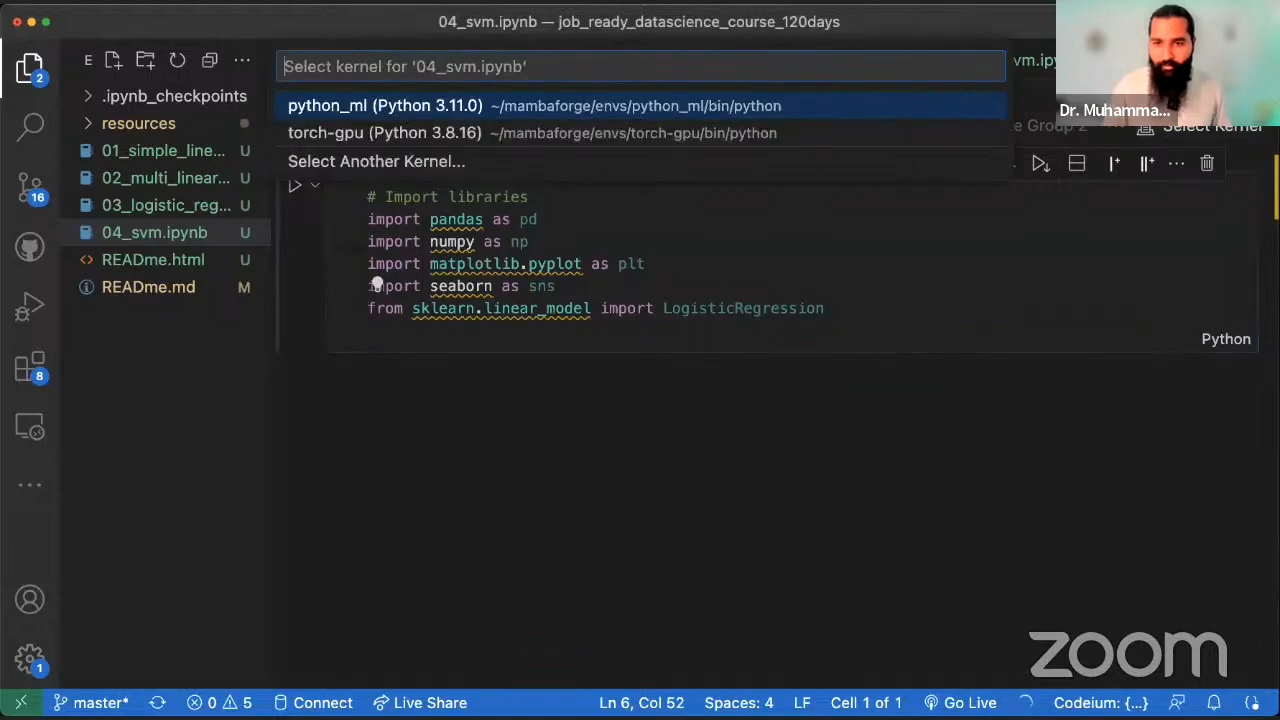 04_svm.ipynb — job_ready_datascience_course_120days
Select kernel for '04_svm.ipynb'
python_ml (Python 3.11.0) ~/mambaforge/envs/python_ml/bin/python
torch-gpu (Python 3.8.16) ~/mambaforge/envs/torch-gpu/bin/python
Select Another Kernel...
E
.ipynb_checkpoints
resources
01_simple_line... U
02_multi_linear... U
03_logistic_reg... U
04_svm.ipynb U
READme.html U
READme.md M
2
16
8
1
vm.ipy
Dr. Muhamma...
e Group 2
Select Kernel
# Import libraries
import pandas as pd
import numpy as np
import matplotlib.pyplot as plt
import seaborn as sns
from sklearn.linear_model import LogisticRegression
Python
zoom
master* 0 5 Connect Live Share Ln 6, Col 52 Spaces: 4 LF Cell 1 of 1 Go Live Codeium: {...}